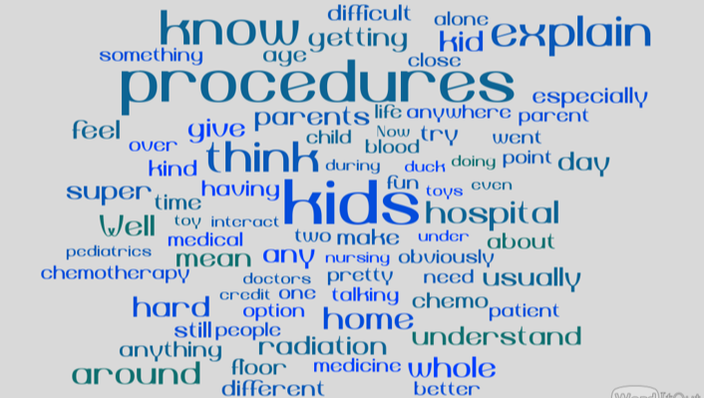 difficult alone
know getting kid explain
something age close
procedures especially
parents life anywhere parent
feel give child Now try went
over blood
kind think during duck doing point day
super having kids fun toys even
time hospital
Well toy interact
medical two make under about
pediatrics mean any nursing obviously
chemotherapy doctors pretty need usually
credit one talking chemo
hard option home patient
still people understand
anything radiation
around floor medicine whole
different better
WordItOut